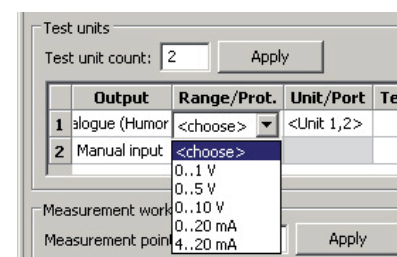 Test units
Test unit count: 2 Apply
Output Range/Prot. Unit/Port Te
1 alogue (Humor <choose> <Unit 1,2>
2 Manual input <choose>
0..1 V
0..5 V
0..10 V
0..20 mA
4..20 mA
Measurement work
Measurement poin Apply